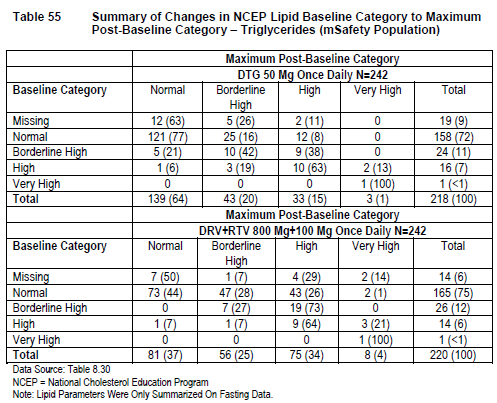 Table 55 Summary of Changes in NCEP Lipid Baseline Category to Maximum
Post-Baseline Category – Triglycerides (mSafety Population)
Maximum Post-Baseline Category
DTG 50 Mg Once Daily N=242
Baseline Category Normal Borderline High High Very High Total
Missing 12 (63) 5 (26) 2 (11) 0 19 (9)
Normal 121 (77) 25 (16) 12 (8) 0 158 (72)
Borderline High 5 (21) 10 (42) 9 (38) 0 24 (11)
High 1 (6) 3 (19) 10 (63) 2 (13) 16 (7)
Very High 0 0 0 1 (100) 1 (<1)
Total 139 (64) 43 (20) 33 (15) 3 (1) 218 (100)
Maximum Post-Baseline Category
DRV+RTV 800 Mg+100 Mg Once Daily N=242
Baseline Category Normal Borderline High High Very High Total
Missing 7 (50) 1 (7) 4 (29) 2 (14) 14 (6)
Normal 73 (44) 47 (28) 43 (26) 2 (1) 165 (75)
Borderline High 0 7 (27) 19 (73) 0 26 (12)
High 1 (7) 1 (7) 9 (64) 3 (21) 14 (6)
Very High 0 0 0 1 (100) 1 (<1)
Total 81 (37) 56 (25) 75 (34) 8 (4) 220 (100)
Data Source: Table 8.30
NCEP = National Cholesterol Education Program
Note: Lipid Parameters Were Only Summarized On Fasting Data.